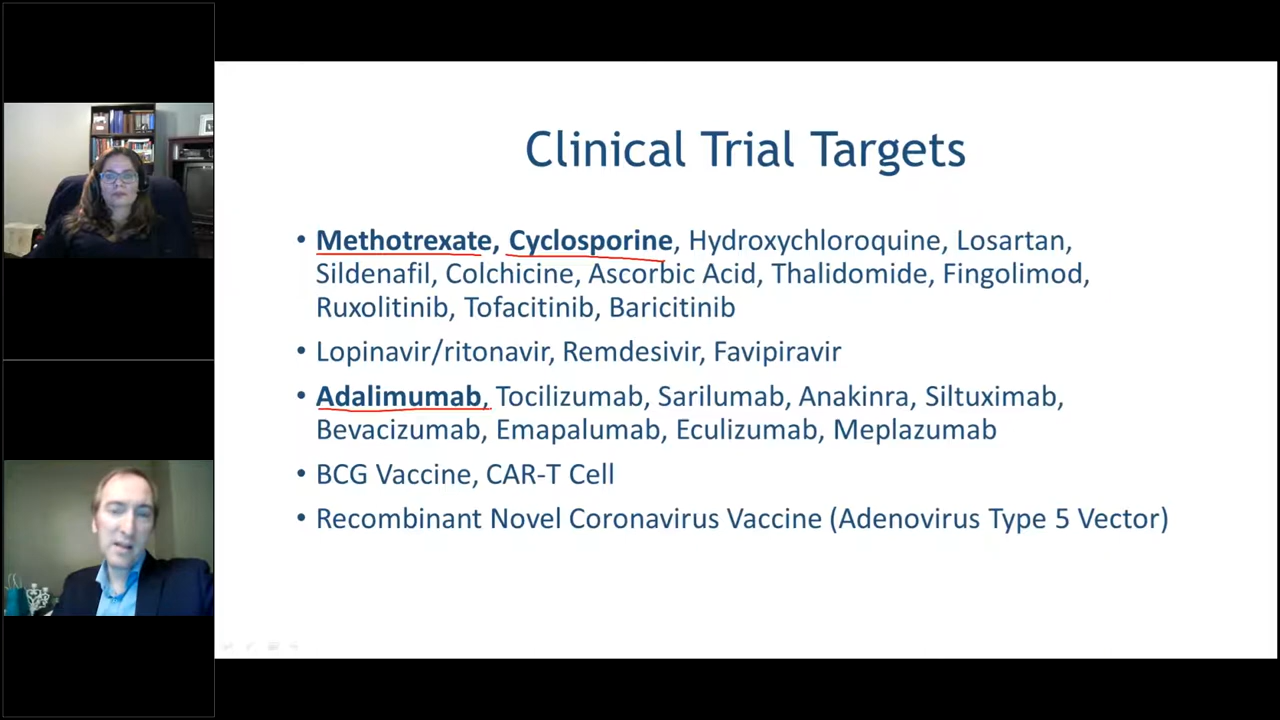 Clinical Trial Targets
• Methotrexate, Cyclosporine, Hydroxychloroquine, Losartan,
Sildenafil, Colchicine, Ascorbic Acid, Thalidomide, Fingolimod,
Ruxolitinib, Tofacitinib, Baricitinib
• Lopinavir/ritonavir, Remdesivir, Favipiravir
• Adalimumab, Tocilizumab, Sarilumab, Anakinra, Siltuximab,
Bevacizumab, Emapalumab, Eculizumab, Meplazumab
• BCG Vaccine, CAR-T Cell
• Recombinant Novel Coronavirus Vaccine (Adenovirus Type 5 Vector)